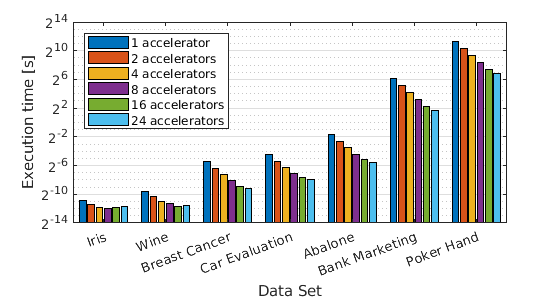 2^14
2^10
2^6
2^2
2^-2
2^-6
2^-10
2^-14
Execution time [s]
1 accelerator
2 accelerators
4 accelerators
8 accelerators
16 accelerators
24 accelerators
Iris
Wine
Breast Cancer
Car Evaluation
Abalone
Bank Marketing
Poker Hand
Data Set